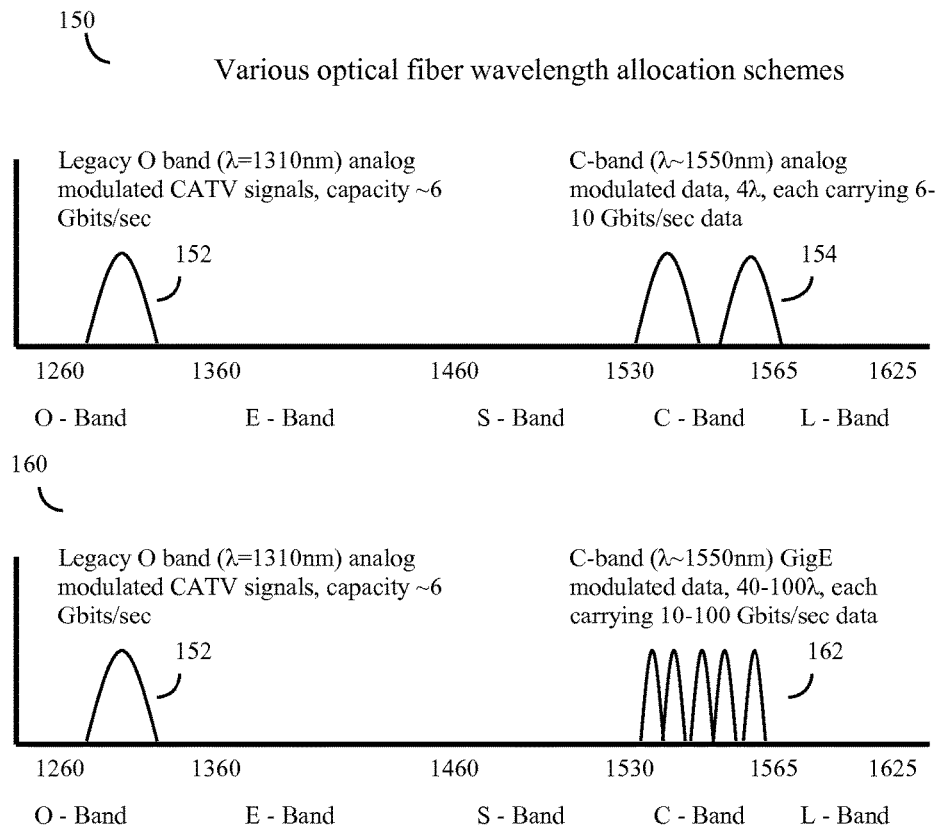 150
Various optical fiber wavelength allocation schemes
Legacy O band (λ=1310nm) analog
modulated CATV signals, capacity ~6
Gbits/sec
C-band (λ~1550nm) analog
modulated data, 4λ, each carrying 6-
10 Gbits/sec data
152
154
1260 1360 1460 1530 1565 1625
O - Band E - Band S - Band C - Band L - Band
160
Legacy O band (λ=1310nm) analog
modulated CATV signals, capacity ~6
Gbits/sec
C-band (λ~1550nm) GigE
modulated data, 40-100λ, each
carrying 10-100 Gbits/sec data
152
162
1260 1360 1460 1530 1565 1625
O - Band E - Band S - Band C - Band L - Band